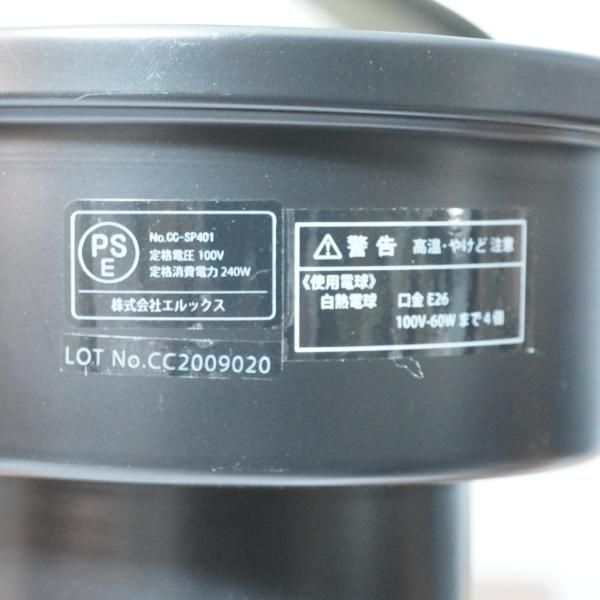 PS
E
No.CC-SP401
定格電圧 100V
定格消費電力 240W
株式会社エルックス
LOT No.CC2009020
警告 高温・やけど 注意
《使用電球》
白熱電球 口金 E26
100V-60W まで 4 個